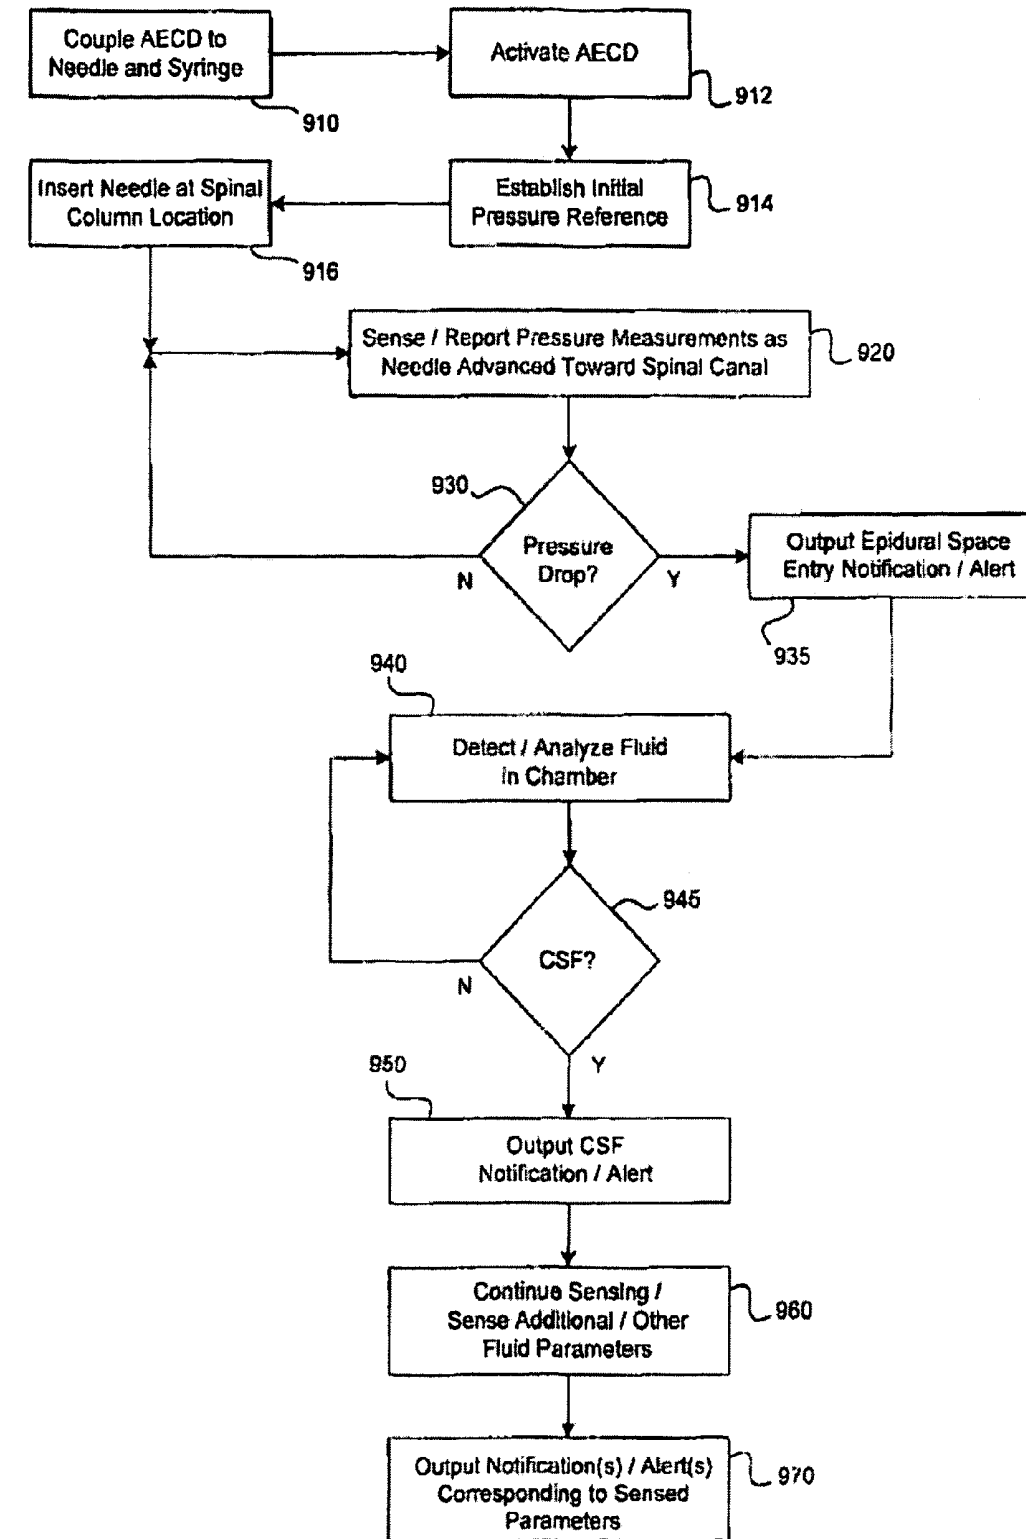 Couple AECD to
Needle and Syringe
910
Activate AECD
912
Establish Initial
Pressure Reference
914
Insert Needle at Spinal
Column Location
916
Sense / Report Pressure Measurements as
Needle Advanced Toward Spinal Canal
920
930
Pressure
Drop?
N
Y
Output Epidural Space
Entry Notification / Alert
935
940
Detect / Analyze Fluid
in Chamber
945
CSF?
N
Y
950
Output CSF
Notification / Alert
Continue Sensing /
Sense Additional / Other
Fluid Parameters
960
Output Notification(s) / Alert(s)
Corresponding to Sensed
Parameters
970